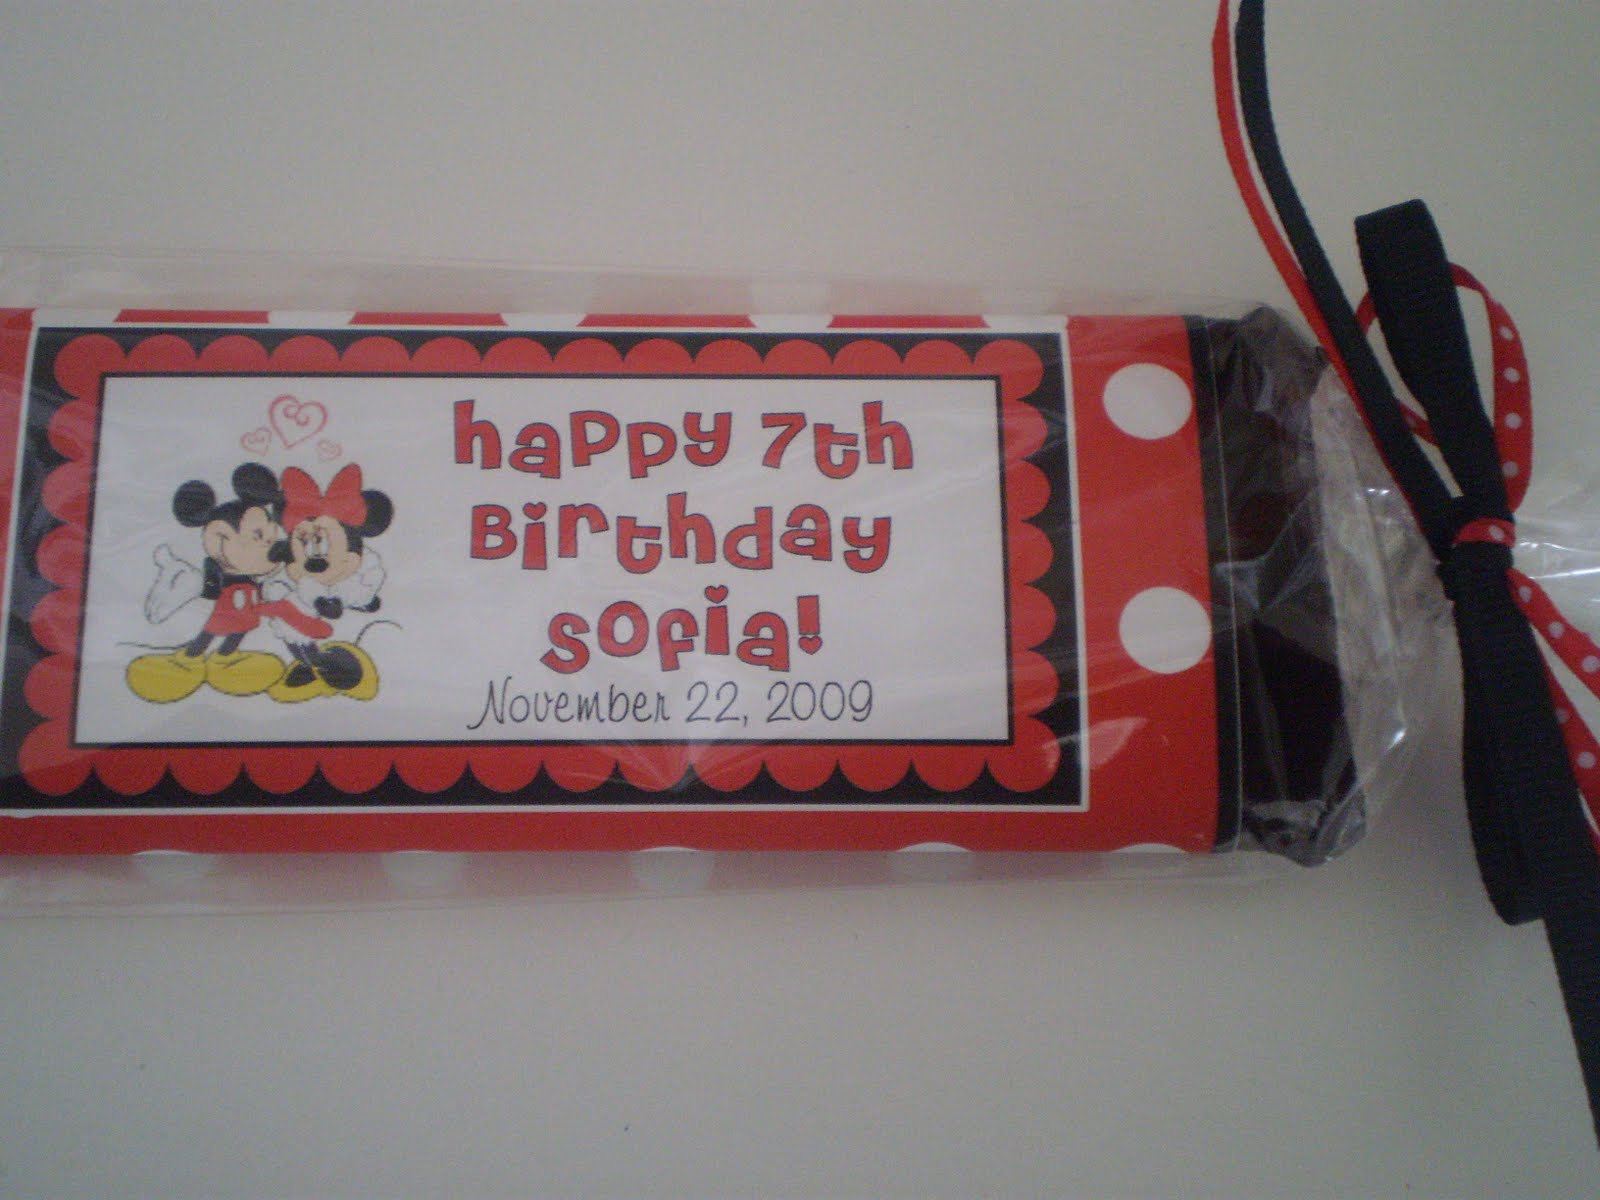 happy 7th
Birthday
sofia!
November 22, 2009